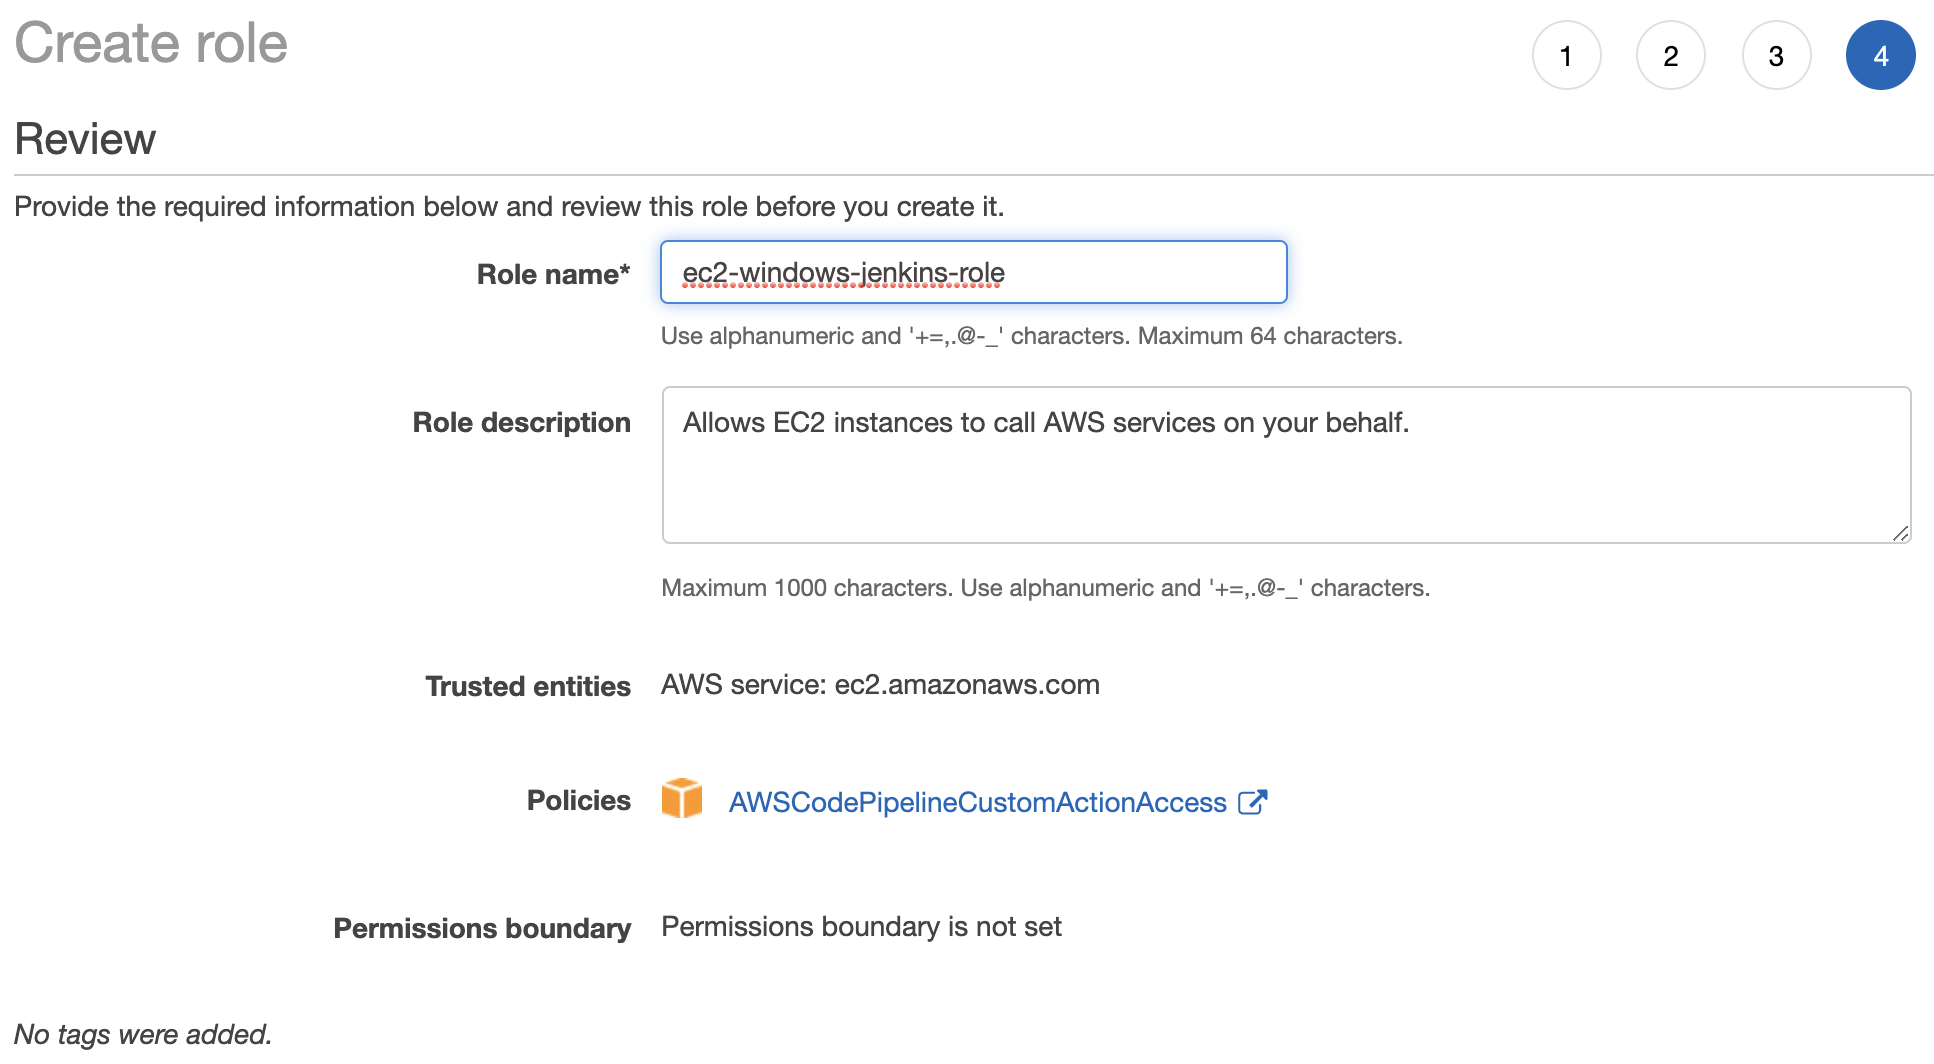 Create role
1 2 3 4
Review
Provide the required information below and review this role before you create it.
Role name* ec2-windows-jenkins-role
Use alphanumeric and '+=,.@-_' characters. Maximum 64 characters.
Role description Allows EC2 instances to call AWS services on your behalf.
Maximum 1000 characters. Use alphanumeric and '+=,.@-_' characters.
Trusted entities AWS service: ec2.amazonaws.com
Policies AWSCodePipelineCustomActionAccess
Permissions boundary Permissions boundary is not set
No tags were added.